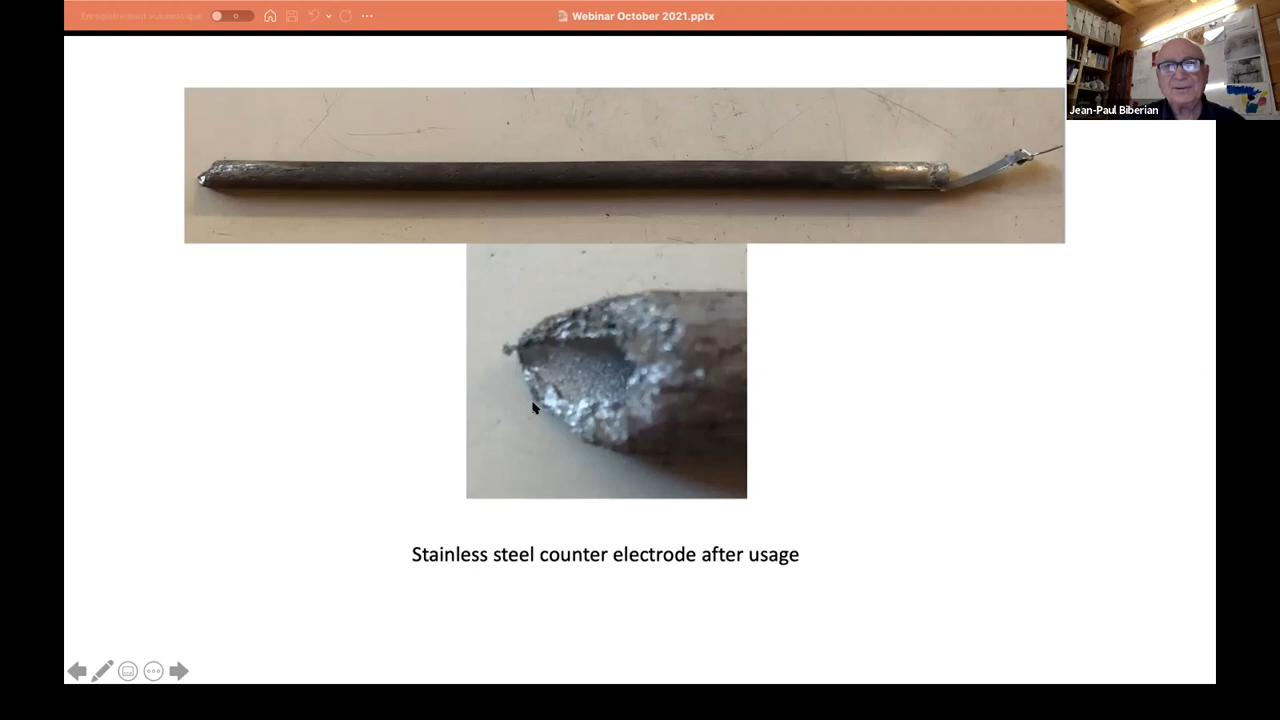 Enregistrement automatique
Webinar October 2021.pptx
Jean-Paul Biberian
Stainless steel counter electrode after usage